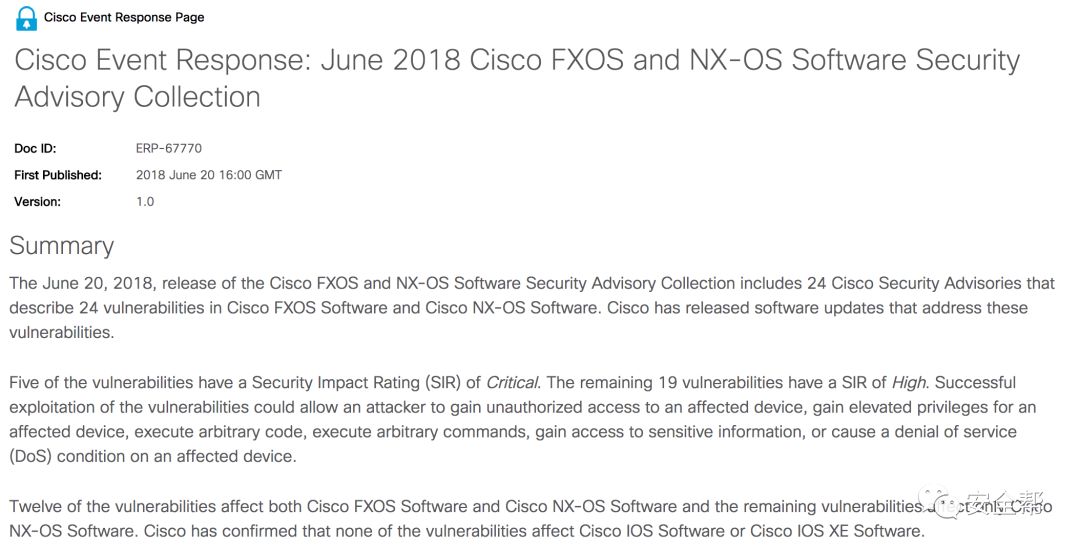 Cisco Event Response Page
Cisco Event Response: June 2018 Cisco FXOS and NX-OS Software Security
Advisory Collection
Doc ID: ERP-67770
First Published: 2018 June 20 16:00 GMT
Version: 1.0
Summary
The June 20, 2018, release of the Cisco FXOS and NX-OS Software Security Advisory Collection includes 24 Cisco Security Advisories that
describe 24 vulnerabilities in Cisco FXOS Software and Cisco NX-OS Software. Cisco has released software updates that address these
vulnerabilities.
Five of the vulnerabilities have a Security Impact Rating (SIR) of Critical. The remaining 19 vulnerabilities have a SIR of High. Successful
exploitation of the vulnerabilities could allow an attacker to gain unauthorized access to an affected device, gain elevated privileges for an
affected device, execute arbitrary code, execute arbitrary commands, gain access to sensitive information, or cause a denial of service
(DoS) condition on an affected device.
Twelve of the vulnerabilities affect both Cisco FXOS Software and Cisco NX-OS Software and the remaining vulnerabilities affect only Cisco
NX-OS Software. Cisco has confirmed that none of the vulnerabilities affect Cisco IOS Software or Cisco IOS XE Software.
安全帮